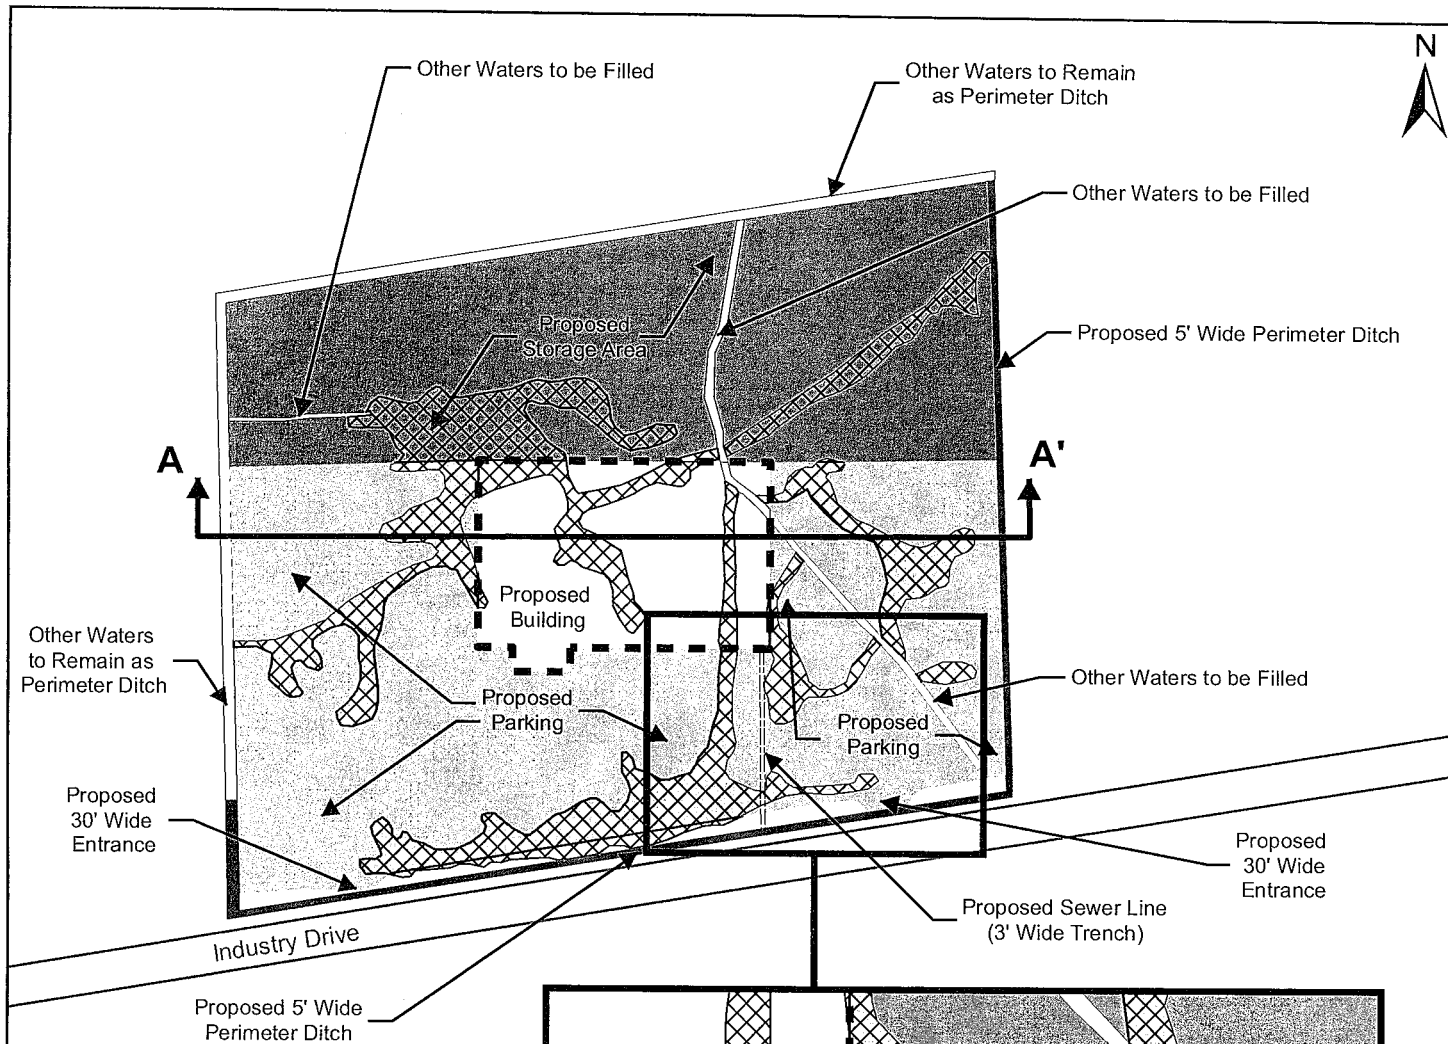 N
Other Waters to be Filled
Other Waters to Remain
as Perimeter Ditch
Other Waters to be Filled
Proposed
Storage Area
Proposed 5' Wide Perimeter Ditch
A
A'
Proposed
Building
Other Waters
to Remain as
Perimeter Ditch
Proposed
Parking
Proposed
Parking
Other Waters to be Filled
Proposed
30' Wide
Entrance
Proposed
30' Wide
Entrance
Proposed Sewer Line
(3' Wide Trench)
Industry Drive
Proposed 5' Wide
Perimeter Ditch